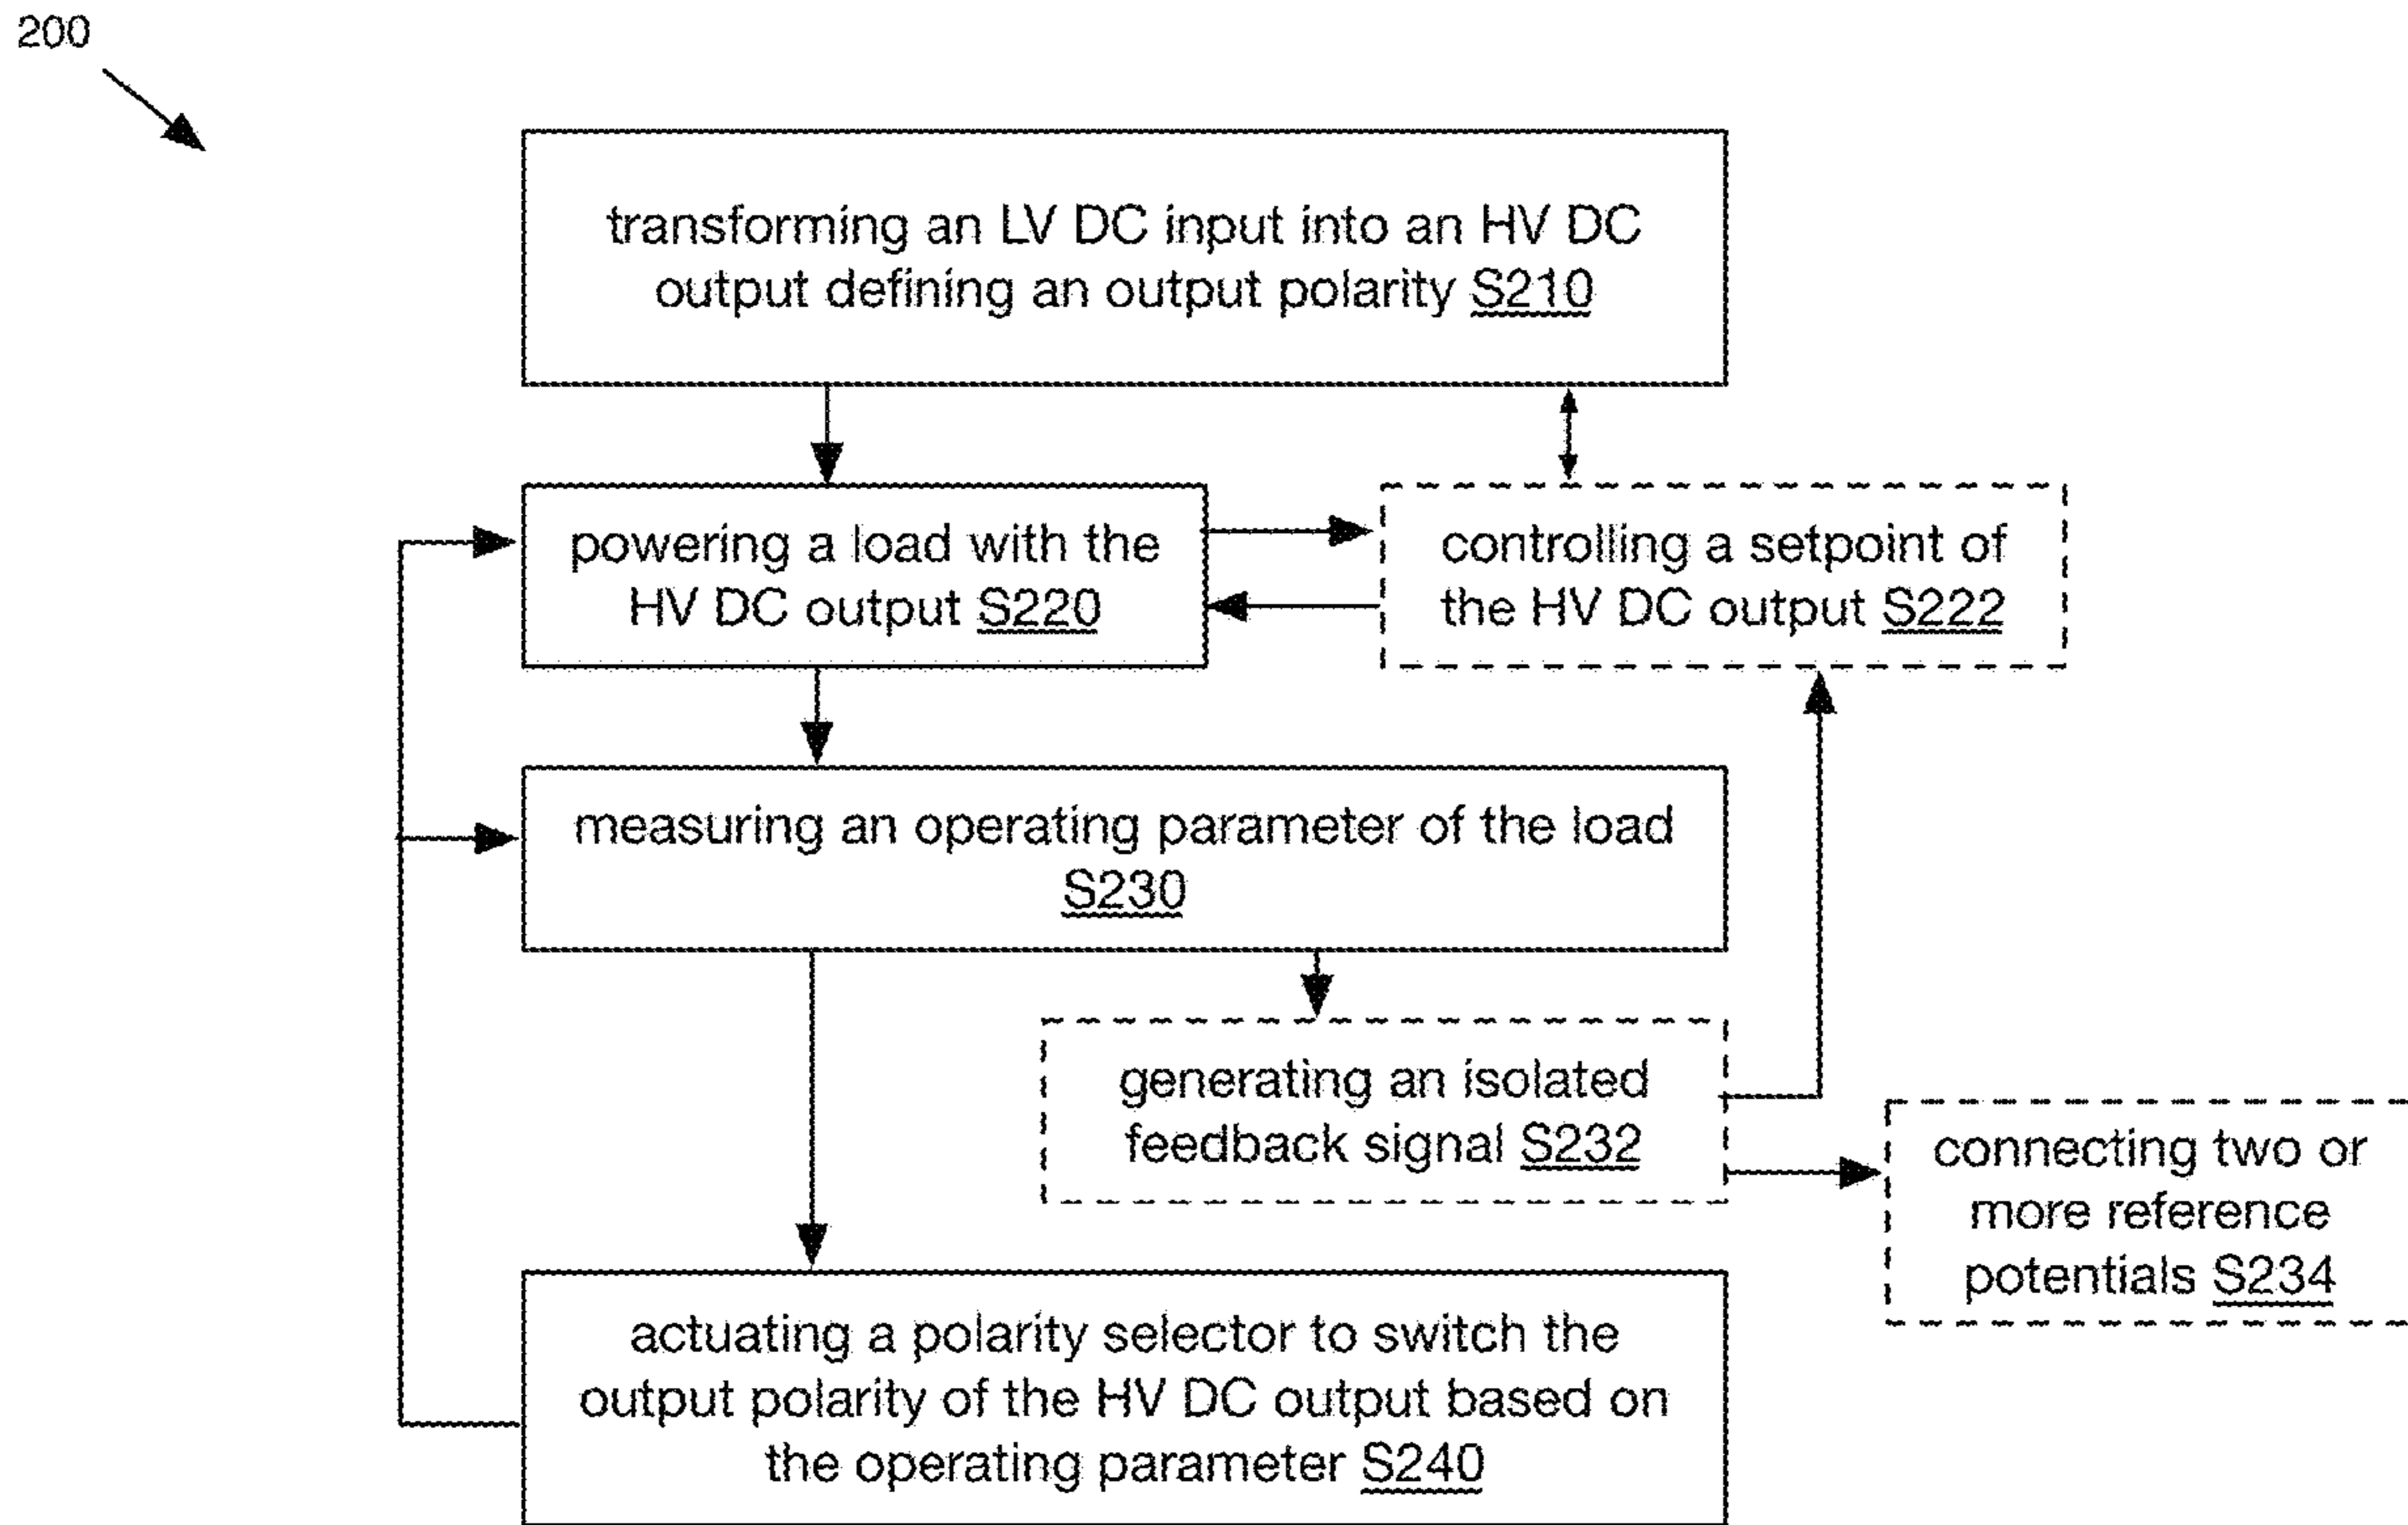 200
transforming an LV DC input into an HV DC
output defining an output polarity S210
powering a load with the
HV DC output S220
controlling a setpoint of
the HV DC output S222
measuring an operating parameter of the load
S230
generating an isolated
feedback signal S232
connecting two or
more reference
potentials S234
actuating a polarity selector to switch the
output polarity of the HV DC output based on
the operating parameter S240